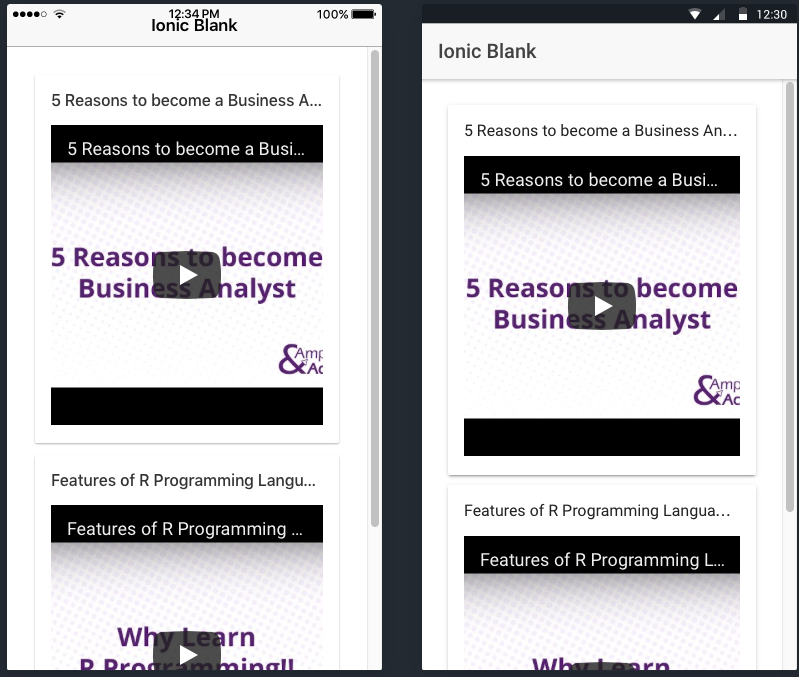 12:34 PM
100%
Ionic Blank
5 Reasons to become a Business A...
5 Reasons to become a Busi...
5 Reasons to become
Business Analyst
Amp
& Ac
Features of R Programming Langu...
Features of R Programming ...
Why Learn
R Programming!!
12:30
Ionic Blank
5 Reasons to become a Business An...
5 Reasons to become a Busi...
5 Reasons to become
Business Analyst
Amp
& Ac
Features of R Programming Langua...
Features of R Programming L...
Why Learn